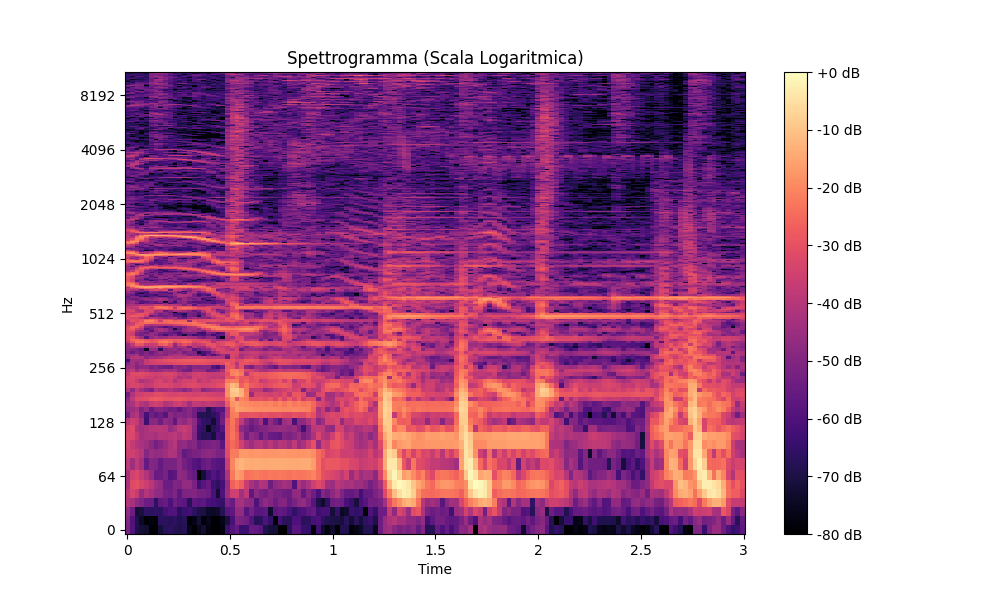 Spettrogramma (Scala Logaritmica)
Hz
8192
4096
2048
1024
512
256
128
64
0
0 0.5 1 1.5 2 2.5 3
Time
+0 dB
-10 dB
-20 dB
-30 dB
-40 dB
-50 dB
-60 dB
-70 dB
-80 dB